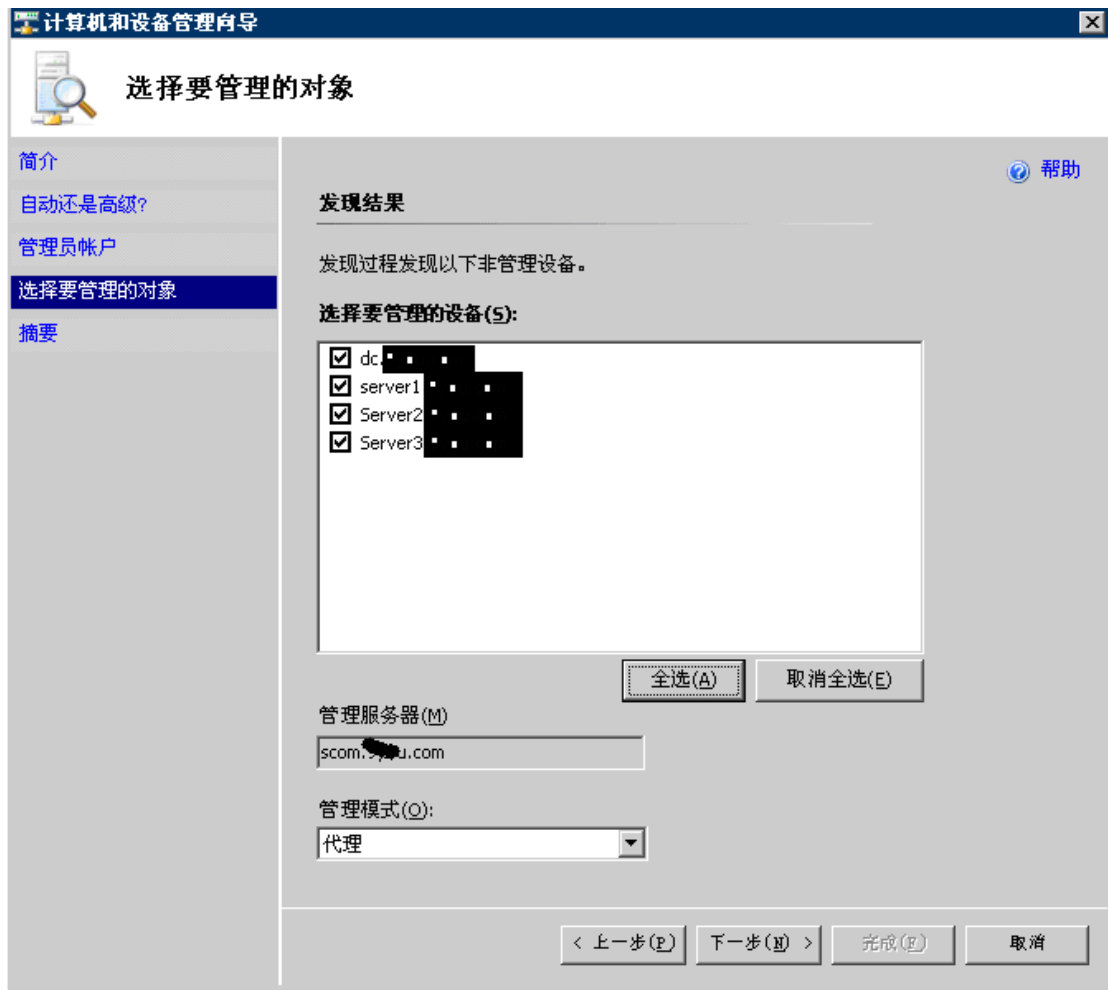 计算机和设备管理向导
选择要管理的对象
简介
自动还是高级?
管理员帐户
选择要管理的对象
摘要
帮助
发现结果
发现过程发现以下非管理设备。
选择要管理的设备(S):
dc.
server1
Server2
Server3
全选(A)
取消全选(E)
管理服务器(M)
scom. u.com
管理模式(O):
代理
< 上一步(P)
下一步(N) >
完成(F)
取消